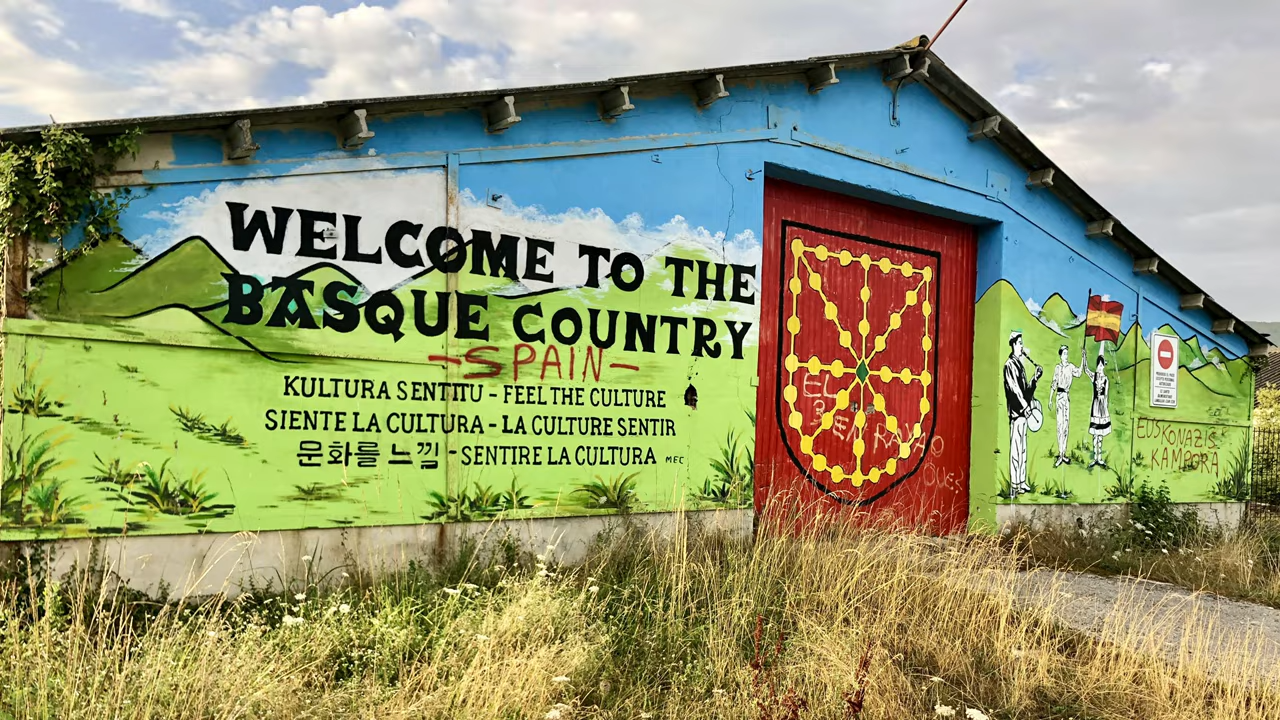 WELCOME TO THE
BASQUE COUNTRY
-SPAIN-
KULTURA SENTITU - FEEL THE CULTURE
SIENTE LA CULTURA - LA CULTURE SENTIR
문화를 느낌 - SENTIRE LA CULTURA MEC
EL
EUSKONAZIS
KAMPORA